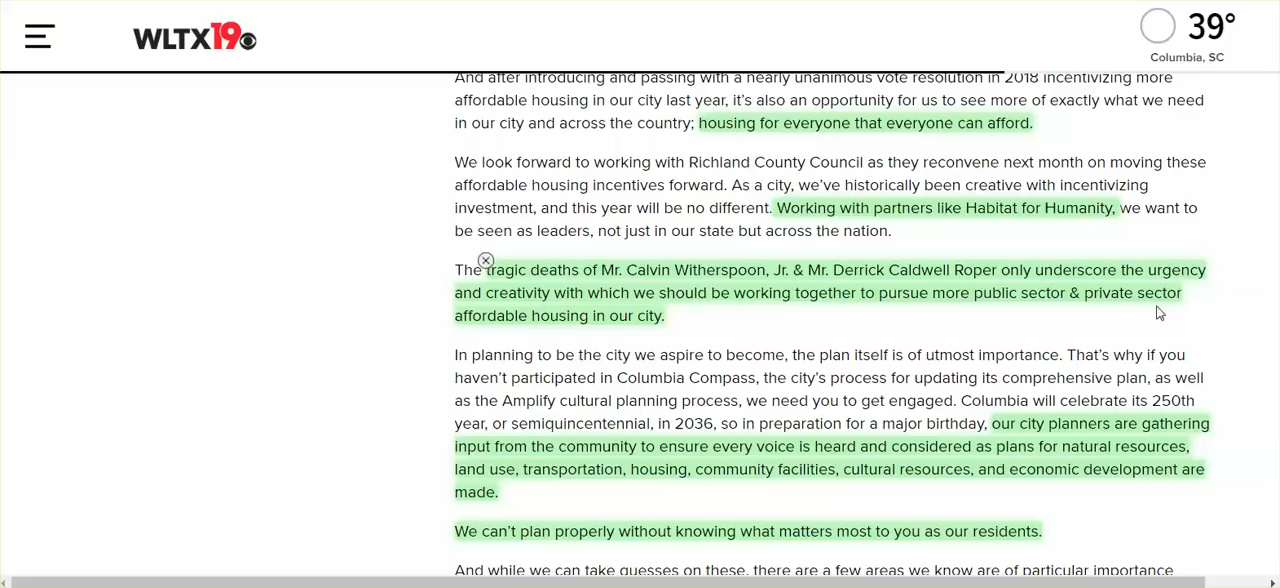 WLTX19
39°
Columbia, SC
And after introducing and passing with a nearly unanimous vote resolution in 2018 incentivizing more
affordable housing in our city last year, it's also an opportunity for us to see more of exactly what we need
in our city and across the country; housing for everyone that everyone can afford.
We look forward to working with Richland County Council as they reconvene next month on moving these
affordable housing incentives forward. As a city, we've historically been creative with incentivizing
investment, and this year will be no different. Working with partners like Habitat for Humanity, we want to
be seen as leaders, not just in our state but across the nation.
The tragic deaths of Mr. Calvin Witherspoon, Jr. & Mr. Derrick Caldwell Roper only underscore the urgency
and creativity with which we should be working together to pursue more public sector & private sector
affordable housing in our city.
In planning to be the city we aspire to become, the plan itself is of utmost importance. That's why if you
haven't participated in Columbia Compass, the city's process for updating its comprehensive plan, as well
as the Amplify cultural planning process, we need you to get engaged. Columbia will celebrate its 250th
year, or semiquincentennial, in 2036, so in preparation for a major birthday, our city planners are gathering
input from the community to ensure every voice is heard and considered as plans for natural resources,
land use, transportation, housing, community facilities, cultural resources, and economic development are
made.
We can't plan properly without knowing what matters most to you as our residents.
And while we can take guesses on these, there are a few areas we know are of particular importance